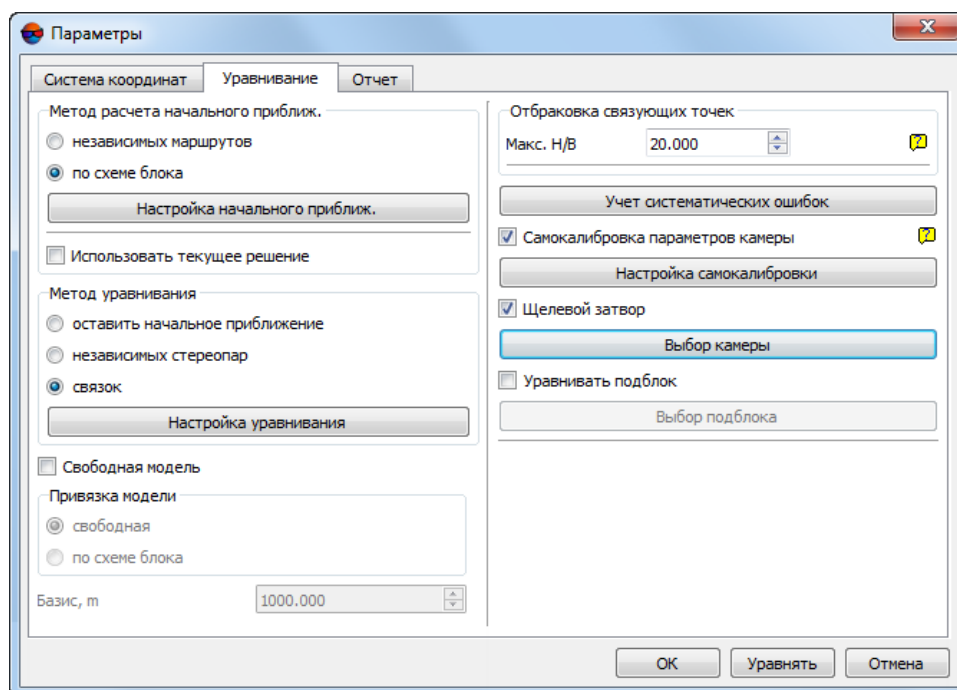 Параметры
Система координат
Уравнивание
Отчет
Метод расчета начального приближ.
независимых маршрутов
по схеме блока
Настройка начального приближ.
Использовать текущее решение
Метод уравнивания
оставить начальное приближение
независимых стереопар
связок
Настройка уравнивания
Свободная модель
Привязка модели
свободная
по схеме блока
Базис, m
1000.000
Отбраковка связующих точек
Макс. Н/В
20.000
?
Учет систематических ошибок
Самокалибровка параметров камеры
?
Настройка самокалибровки
Щелевой затвор
Выбор камеры
Уравнивать подблок
Выбор подблока
OK
Уравнять
Отмена